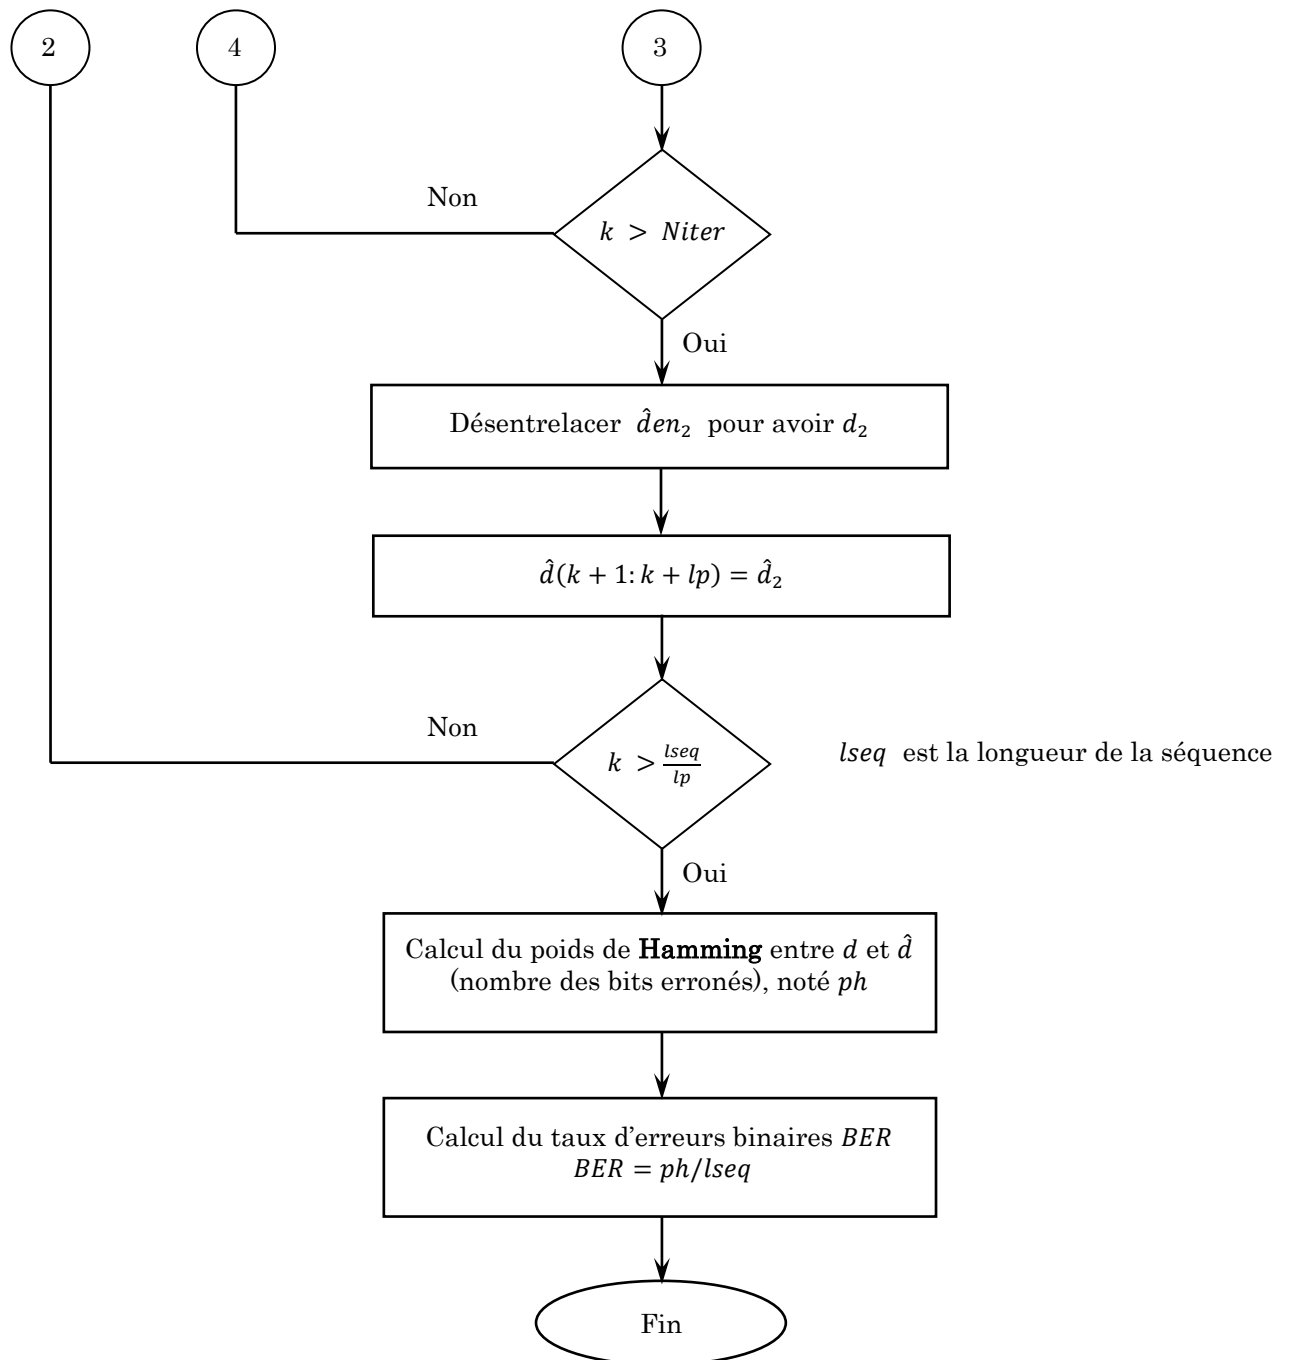 2
4
3
Non
k > Niter
Oui
Désentrelacer d̂en₂ pour avoir d₂
d̂(k + 1: k + lp) = d̂₂
Non
k > lseq/lp
lseq est la longueur de la séquence
Oui
Calcul du poids de Hamming entre d et d̂
(nombre des bits erronés), noté ph
Calcul du taux d’erreurs binaires BER
BER = ph/lseq
Fin